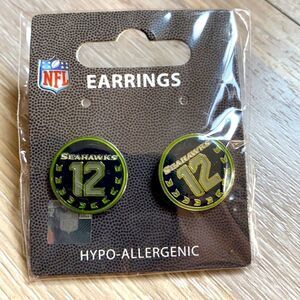 NFL
EARRINGS
SEAHAWKS
12
SEAHAWKS
12
HYPO-ALLERGENIC